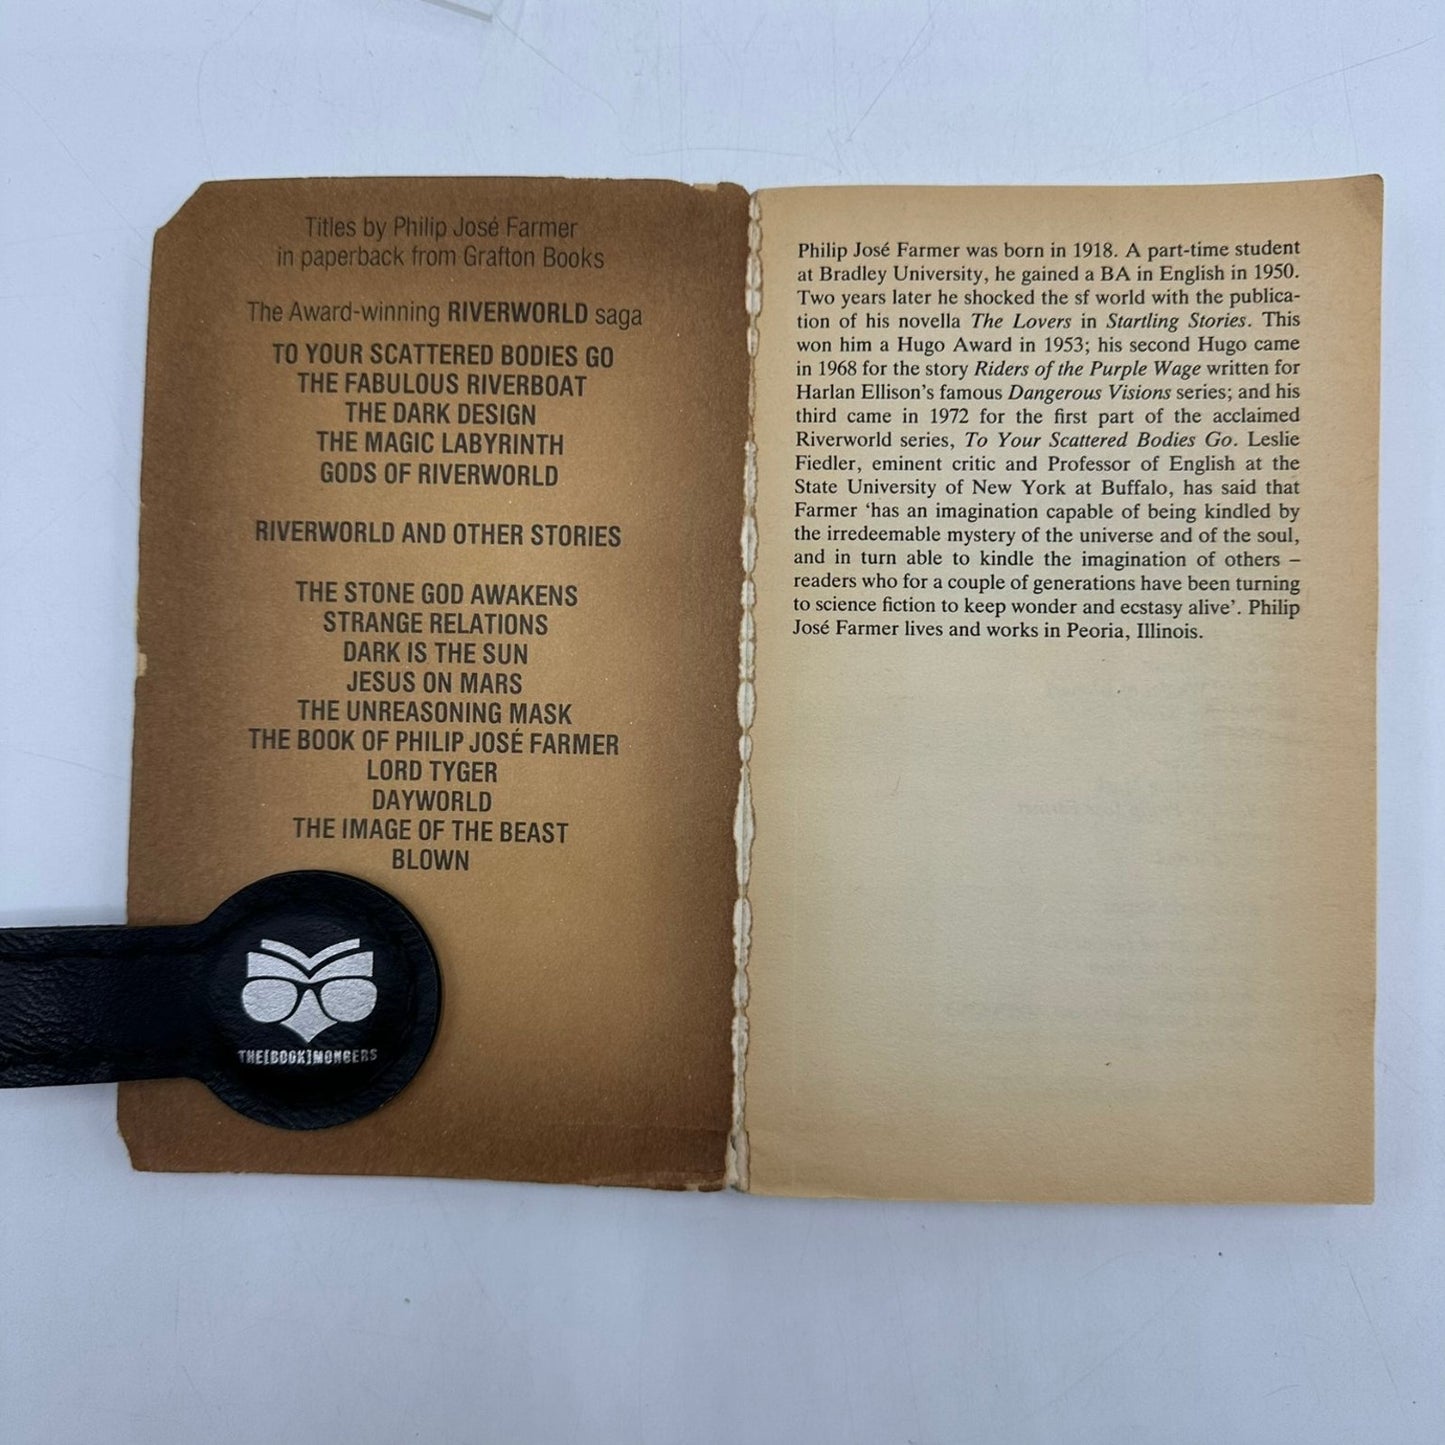 Titles by Philip José Farmer
in paperback from Grafton Books
The Award-winning RIVERWORLD saga
TO YOUR SCATTERED BODIES GO
THE FABULOUS RIVERBOAT
THE DARK DESIGN
THE MAGIC LABYRINTH
GODS OF RIVERWORLD
RIVERWORLD AND OTHER STORIES
THE STONE GOD AWAKENS
STRANGE RELATIONS
DARK IS THE SUN
JESUS ON MARS
THE UNREASONING MASK
THE BOOK OF PHILIP JOSÉ FARMER
LORD TYGER
DAYWORLD
THE IMAGE OF THE BEAST
BLOWN
THE[BOOK]MONGERS
Philip José Farmer was born in 1918. A part-time student
at Bradley University, he gained a BA in English in 1950.
Two years later he shocked the sf world with the publica-
tion of his novella The Lovers in Startling Stories. This
won him a Hugo Award in 1953; his second Hugo came
in 1968 for the story Riders of the Purple Wage written for
Harlan Ellison's famous Dangerous Visions series; and his
third came in 1972 for the first part of the acclaimed
Riverworld series, To Your Scattered Bodies Go. Leslie
Fiedler, eminent critic and Professor of English at the
State University of New York at Buffalo, has said that
Farmer 'has an imagination capable of being kindled by
the irredeemable mystery of the universe and of the soul,
and in turn able to kindle the imagination of others –
readers who for a couple of generations have been turning
to science fiction to keep wonder and ecstasy alive'. Philip
José Farmer lives and works in Peoria, Illinois.